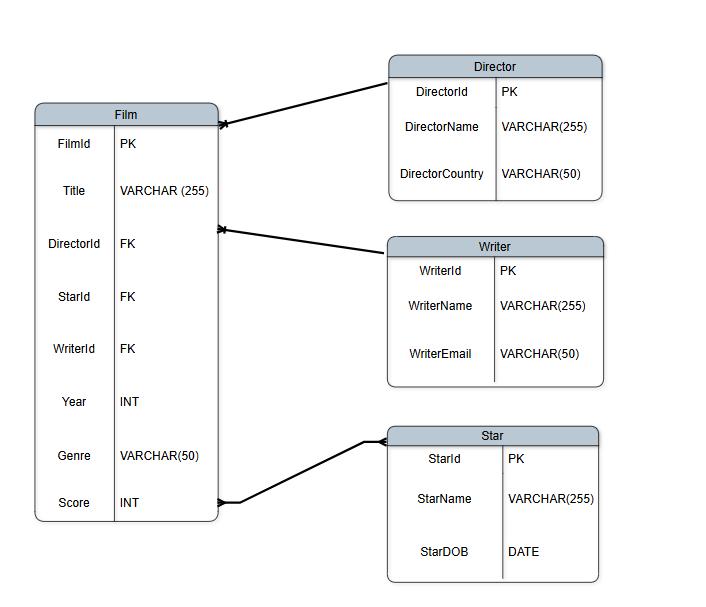 Film
FilmId PK
Title VARCHAR (255)
DirectorId FK
StarId FK
WriterId FK
Year INT
Genre VARCHAR(50)
Score INT
Director
DirectorId PK
DirectorName VARCHAR(255)
DirectorCountry VARCHAR(50)
Writer
WriterId PK
WriterName VARCHAR(255)
WriterEmail VARCHAR(50)
Star
StarId PK
StarName VARCHAR(255)
StarDOB DATE